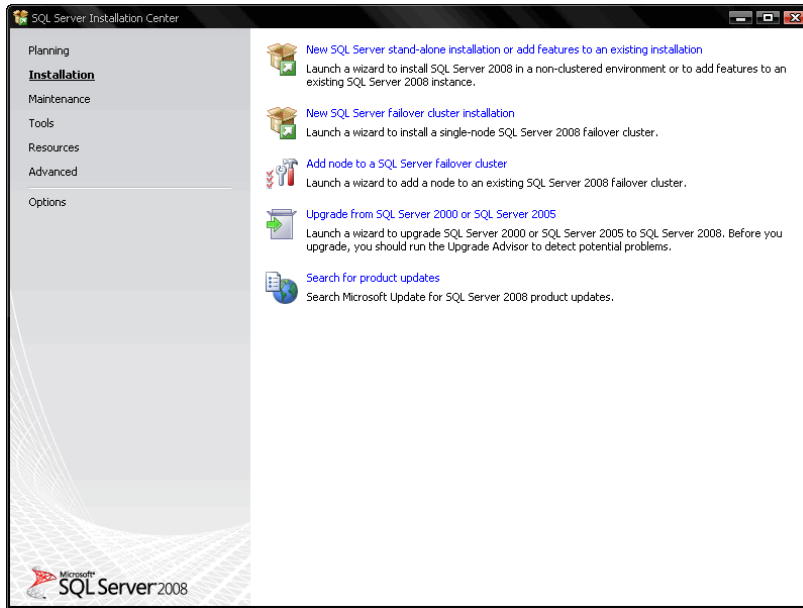 SQL Server Installation Center
Planning
Installation
Maintenance
Tools
Resources
Advanced
Options
New SQL Server stand-alone installation or add features to an existing installation
Launch a wizard to install SQL Server 2008 in a non-clustered environment or to add features to an
existing SQL Server 2008 instance.
New SQL Server failover cluster installation
Launch a wizard to install a single-node SQL Server 2008 failover cluster.
Add node to a SQL Server failover cluster
Launch a wizard to add a node to an existing SQL Server 2008 failover cluster.
Upgrade from SQL Server 2000 or SQL Server 2005
Launch a wizard to upgrade SQL Server 2000 or SQL Server 2005 to SQL Server 2008. Before you
upgrade, you should run the Upgrade Advisor to detect potential problems.
Search for product updates
Search Microsoft Update for SQL Server 2008 product updates.
Microsoft
SQL Server 2008